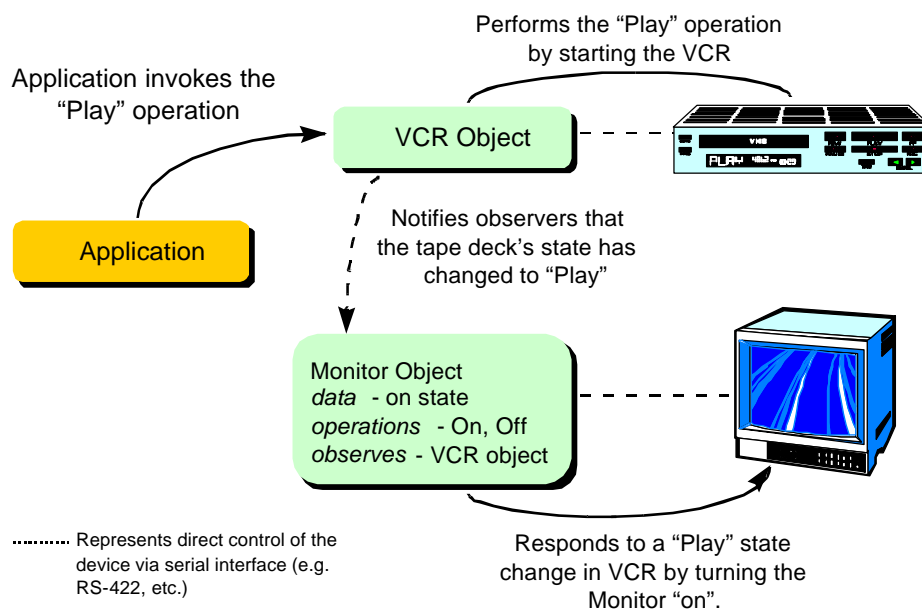 Performs the “Play” operation
by starting the VCR
Application invokes the
“Play” operation
VCR Object
VHS
PLAY
Notifies observers that
the tape deck’s state has
changed to “Play”
Application
Monitor Object
data - on state
operations - On, Off
observes - VCR object
Represents direct control of the
device via serial interface (e.g.
RS-422, etc.)
Responds to a “Play” state
change in VCR by turning the
Monitor “on”.